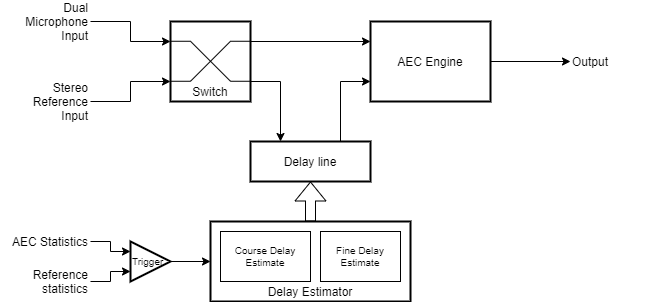 Dual
Microphone
Input
Stereo
Reference
Input
Switch
AEC Engine
Output
Delay line
AEC Statistics
Reference
statistics
Trigger
Course Delay
Estimate
Fine Delay
Estimate
Delay Estimator